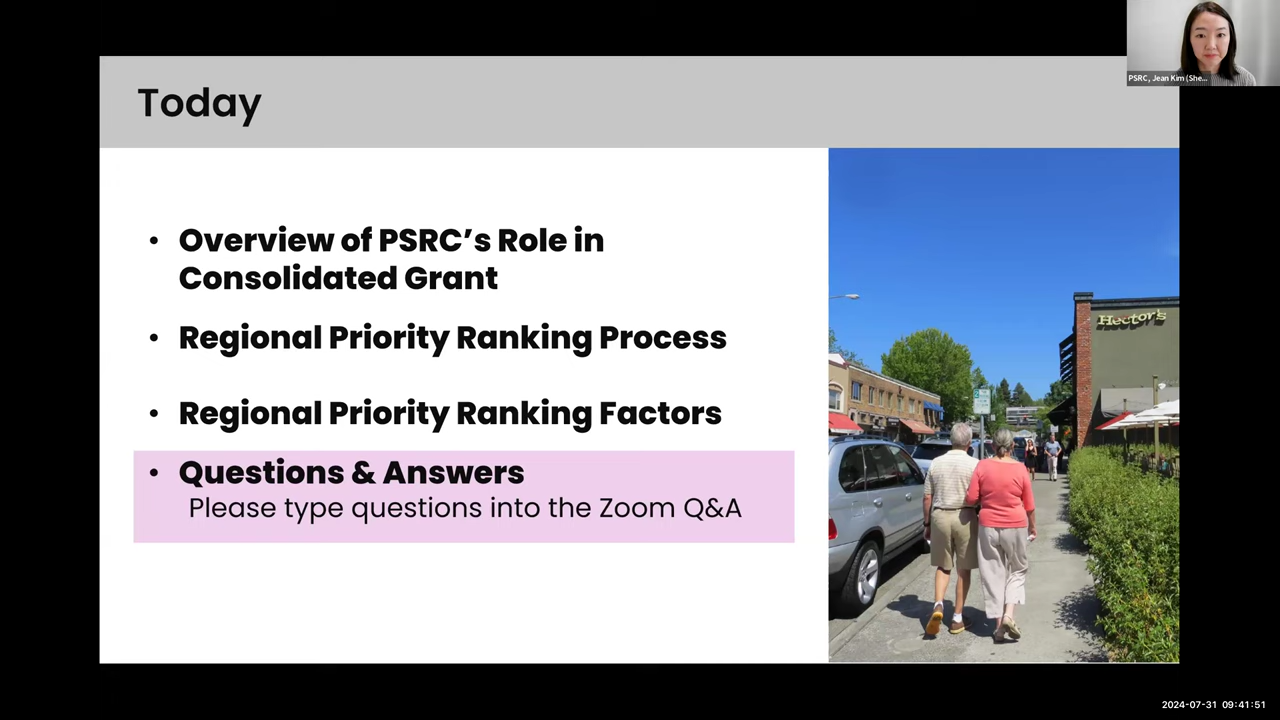 PSRC, Jean Kim (She...
Today
• Overview of PSRC’s Role in
Consolidated Grant
• Regional Priority Ranking Process
• Regional Priority Ranking Factors
• Questions & Answers
Please type questions into the Zoom Q&A
Hector's
2024-07-31 09:41:51